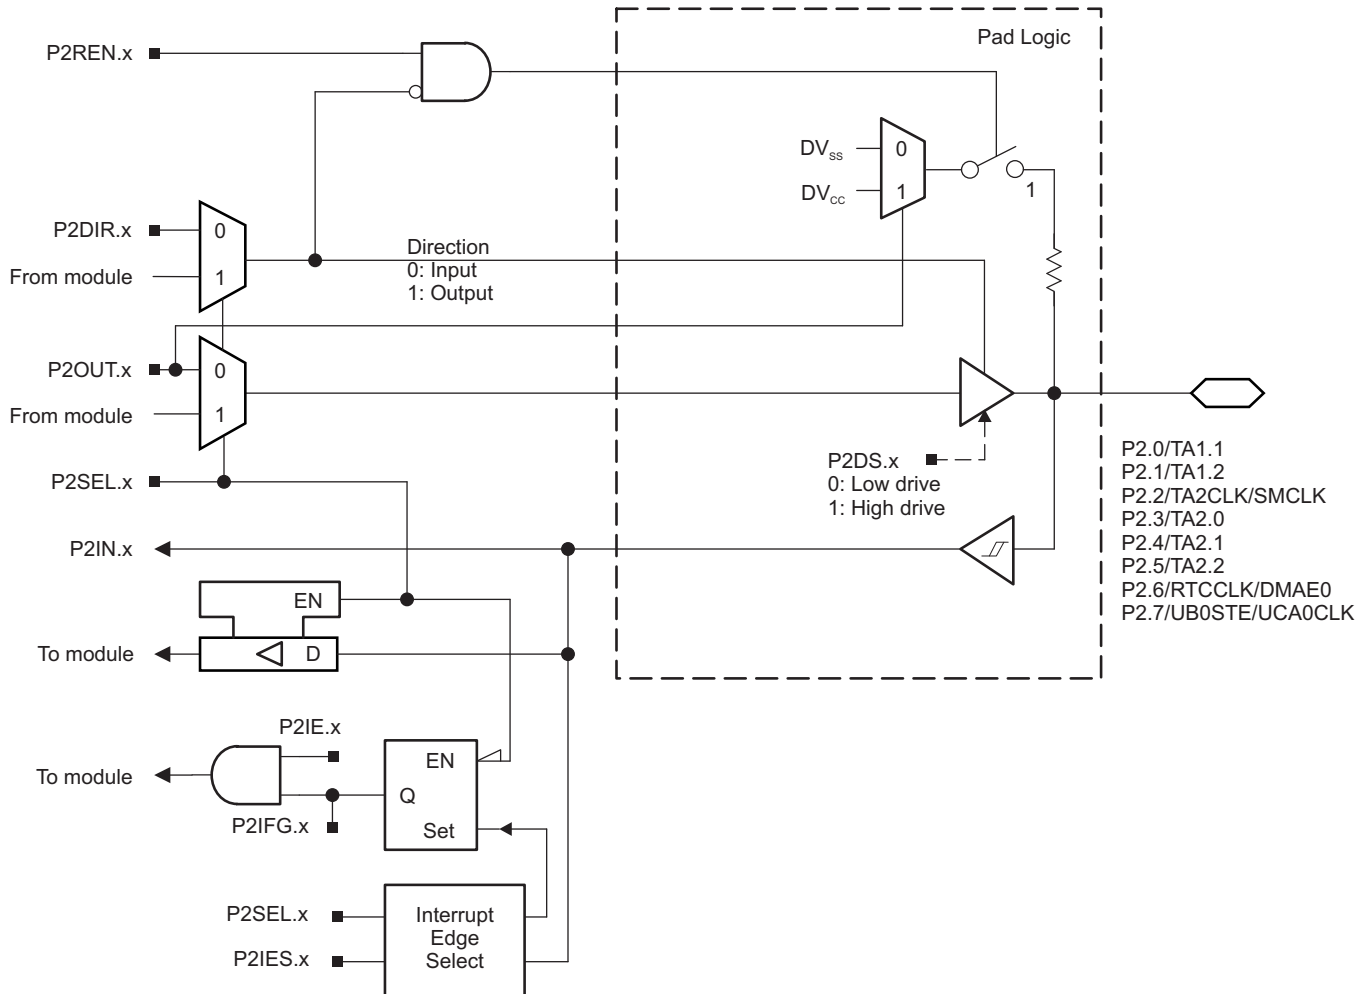 P2REN.x
Pad Logic
DVSS
0
DVCC
1
1
P2DIR.x
0
From module
1
Direction
0: Input
1: Output
P2OUT.x
0
From module
1
P2SEL.x
P2DS.x
0: Low drive
1: High drive
P2.0/TA1.1
P2.1/TA1.2
P2.2/TA2CLK/SMCLK
P2.3/TA2.0
P2.4/TA2.1
P2.5/TA2.2
P2.6/RTCCLK/DMAE0
P2.7/UB0STE/UCA0CLK
P2IN.x
EN
To module
D
P2IE.x
EN
To module
Q
P2IFG.x
Set
P2SEL.x
P2IES.x
Interrupt
Edge
Select